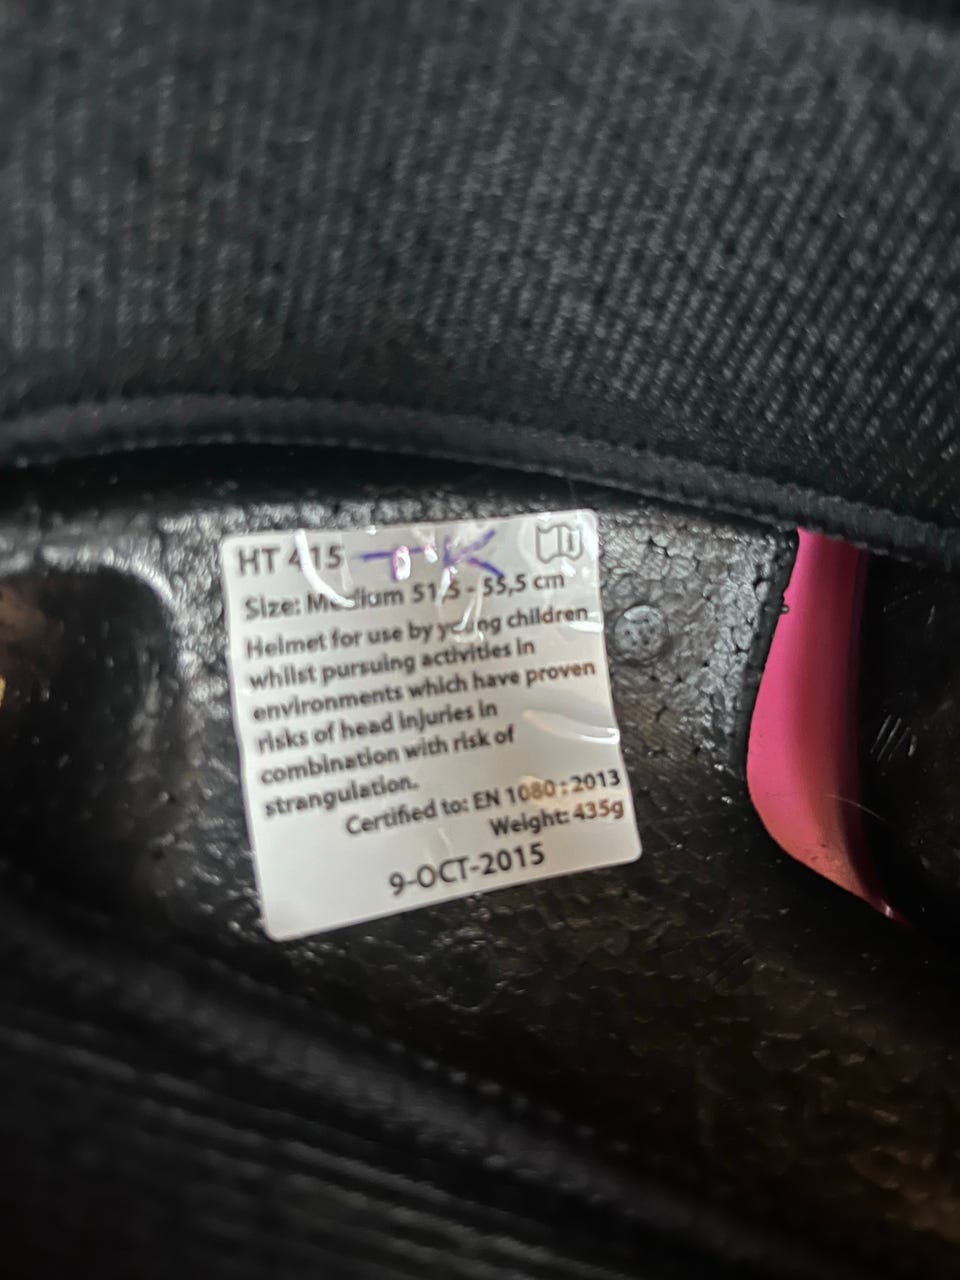 HT 415 TK
Size: Medium 51,5 - 55,5 cm
Helmet for use by young children
whilst pursuing activities in
environments which have proven
risks of head injuries in
combination with risk of
strangulation.
Certified to: EN 1080 : 2013
Weight: 435g
9-OCT-2015